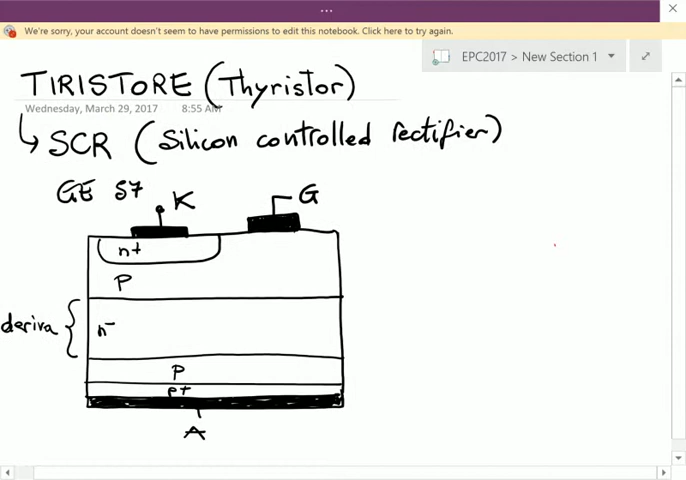 ...
We're sorry, your account doesn't seem to have permissions to edit this notebook. Click here to try again.
EPC2017 > New Section 1
TIRISTORE (Thyristor)
Wednesday, March 29, 2017 8:55 AM
SCR (Silicon controlled rectifier)
GE 57
K
G
n+
P
deriva
n-
P
p+
A